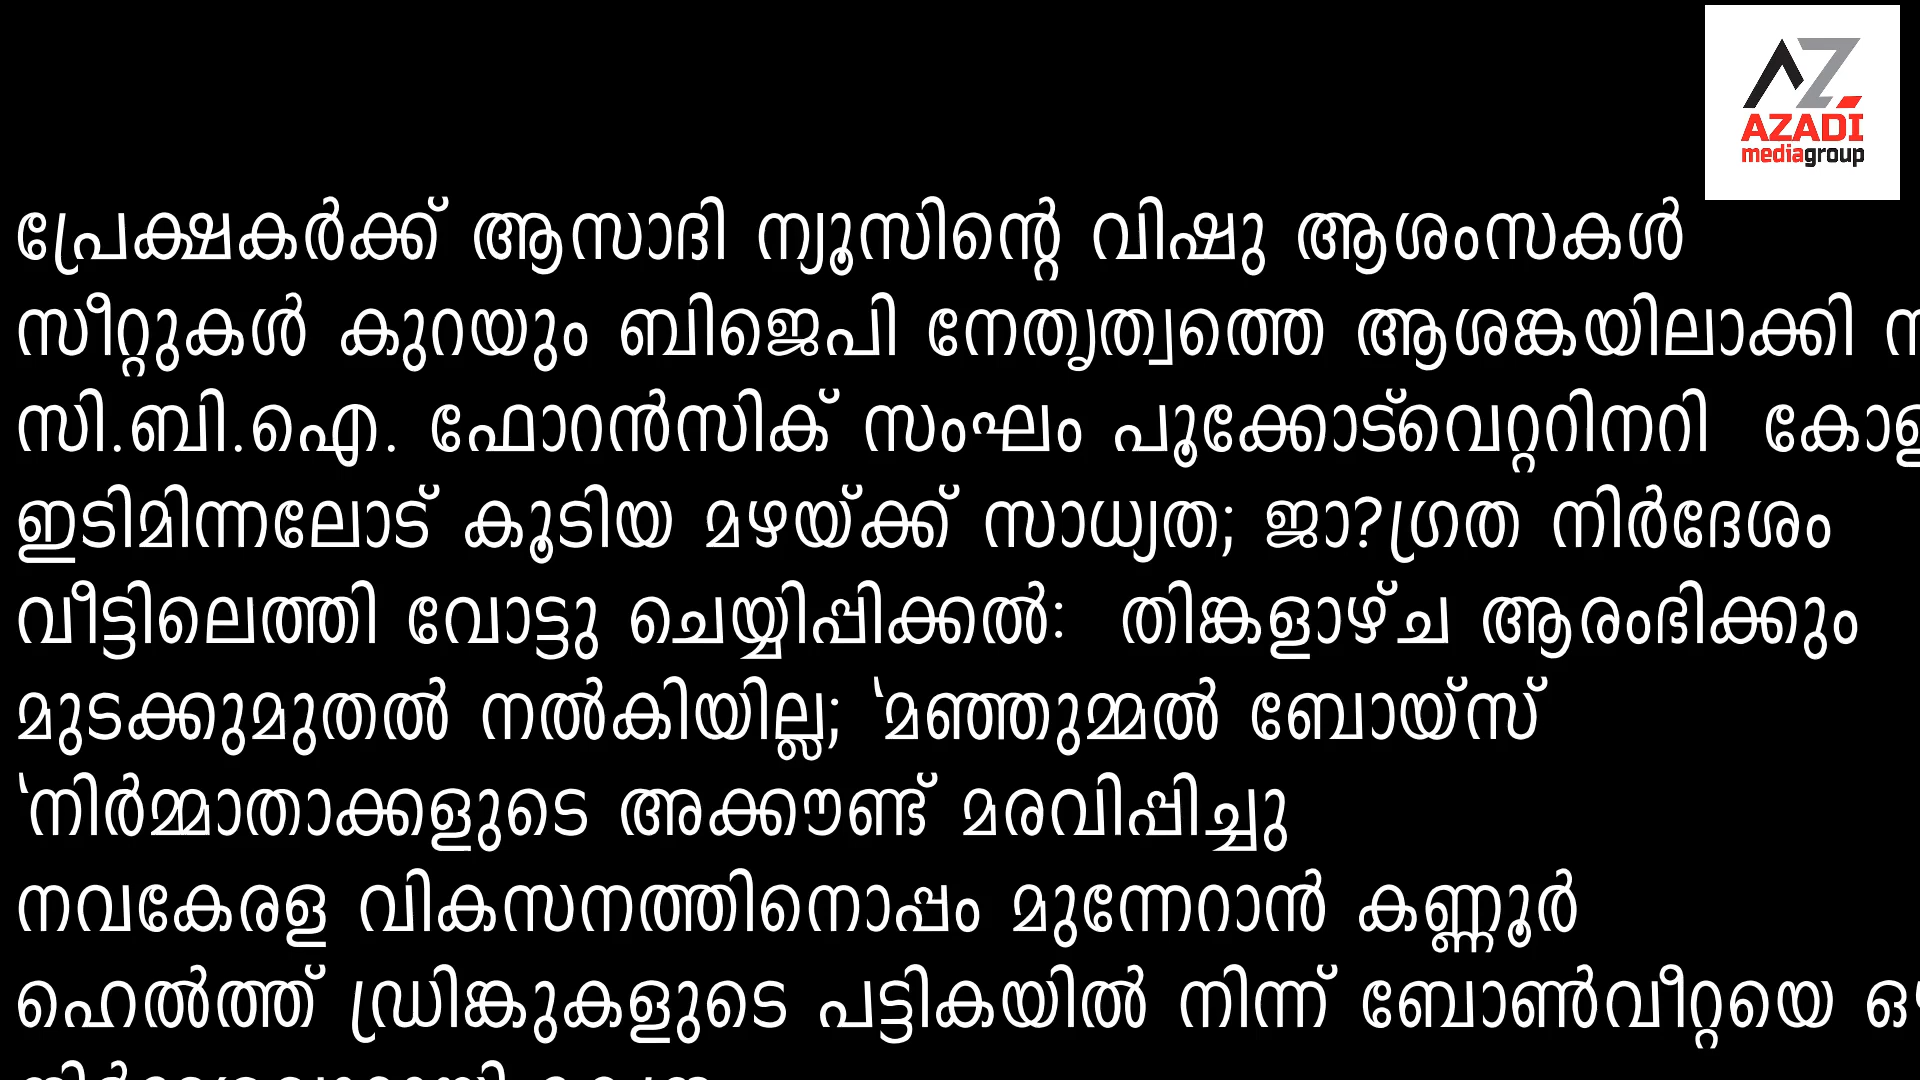 AZ
AZADI
mediagroup
പ്രേക്ഷകർക്ക് ആസാദി ന്യൂസിന്റെ വിഷു ആശംസകൾ
സീറ്റുകൾ കുറയും ബിജെപി നേതൃത്വത്തെ ആശങ്കയിലാക്കി
സി.ബി.ഐ. ഫോറൻസിക് സംഘം പൂക്കോട്‌വെറ്ററിനറി
ഇടിമിന്നലോട് കൂടിയ മഴയ്ക്ക് സാധ്യത; ജാ?ഗ്രത നിർദേശം
വീട്ടിലെത്തി വോട്ടു ചെയ്യിപ്പിക്കൽ: തിങ്കളാഴ്ച ആരംഭിക്കും
മുടക്കുമുതൽ നൽകിയില്ല; 'മഞ്ഞുമ്മൽ ബോയ്സ്
'നിർമ്മാതാക്കളുടെ അക്കൗണ്ട് മരവിപ്പിച്ചു
നവകേരള വികസനത്തിനൊപ്പം മുന്നേറാൻ കണ്ണൂർ
ഹെൽത്ത് ഡ്രിങ്കുകളുടെ പട്ടികയിൽ നിന്ന് ബോൺവീറ്റയെ